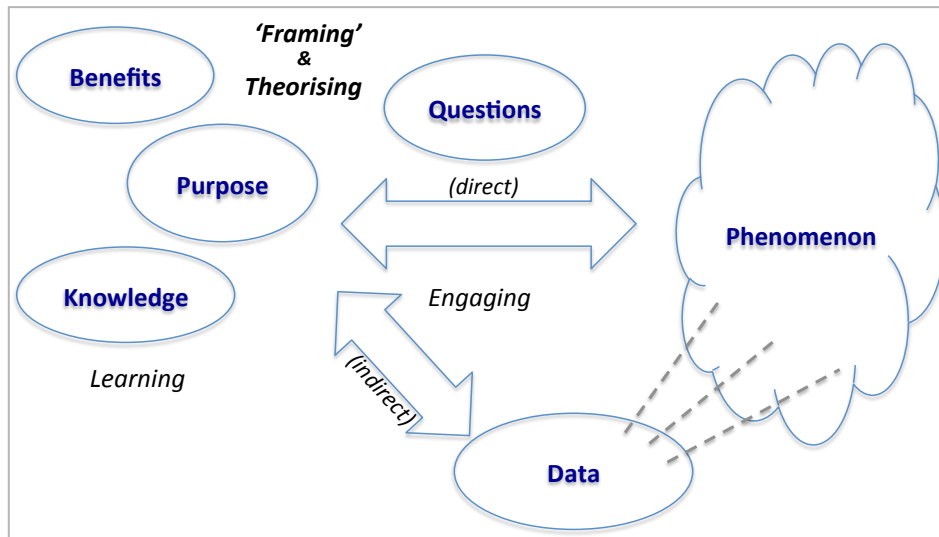 ‘Framing’
&
Theorising
Benefits
Questions
Purpose
(direct)
Phenomenon
Knowledge
Engaging
Learning
(indirect)
Data